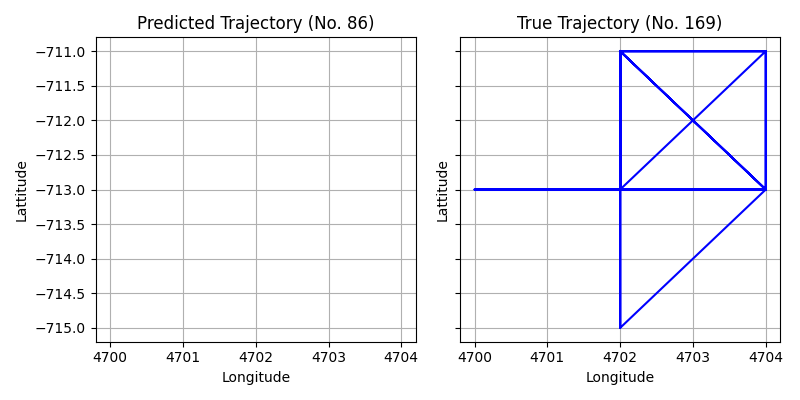 Predicted Trajectory (No. 86)
True Trajectory (No. 169)
−711.0
−711.5
−712.0
−712.5
−713.0
−713.5
−714.0
−714.5
−715.0
Lattitude
Lattitude
4700 4701 4702 4703 4704
4700 4701 4702 4703 4704
Longitude
Longitude